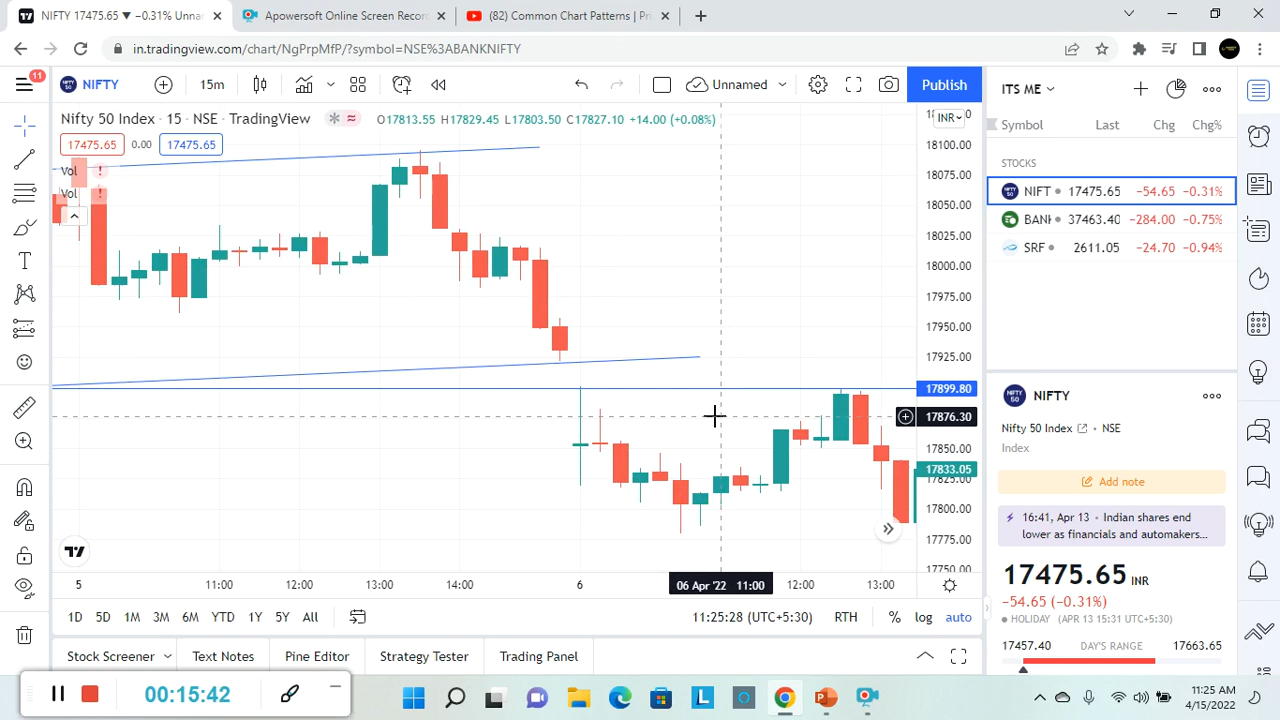 NIFTY 17475.65 ▼ −0.31% Unnar
Apowersoft Online Screen Recor
(82) Common Chart Patterns | Pri
in.tradingview.com/chart/NgPrpMfP/?symbol=NSE%3ABANKNIFTY
11
NIFTY
15m
Unnamed
Publish
ITS ME
Nifty 50 Index · 15 · NSE · TradingView
O17813.55 H17829.45 L17803.50 C17827.10 +14.00 (+0.08%)
INR
17475.65 0.00 17475.65
Vol
Vol
18100.00
18075.00
18050.00
18025.00
18000.00
17975.00
17950.00
17925.00
17899.80
17876.30
17850.00
17833.05
17825.00
17800.00
17775.00
17750.00
5 11:00 12:00 13:00 14:00 6 06 Apr '22 11:00 12:00 13:00
1D 5D 1M 3M 6M YTD 1Y 5Y All
11:25:28 (UTC+5:30) RTH % log auto
Stock Screener Text Notes Pine Editor Strategy Tester Trading Panel
Symbol Last Chg Chg%
STOCKS
NIFT 17475.65 −54.65 −0.31%
BANK 37463.40 −284.00 −0.75%
SRF 2611.05 −24.70 −0.94%
NIFTY
Nifty 50 Index · NSE
Index
Add note
16:41, Apr 13 · Indian shares end
lower as financials and automakers...
17475.65 INR
−54.65 (−0.31%)
HOLIDAY (APR 13 15:31 UTC+5:30)
17457.40 DAY'S RANGE 17663.65
00:15:42
11:25 AM
4/15/2022